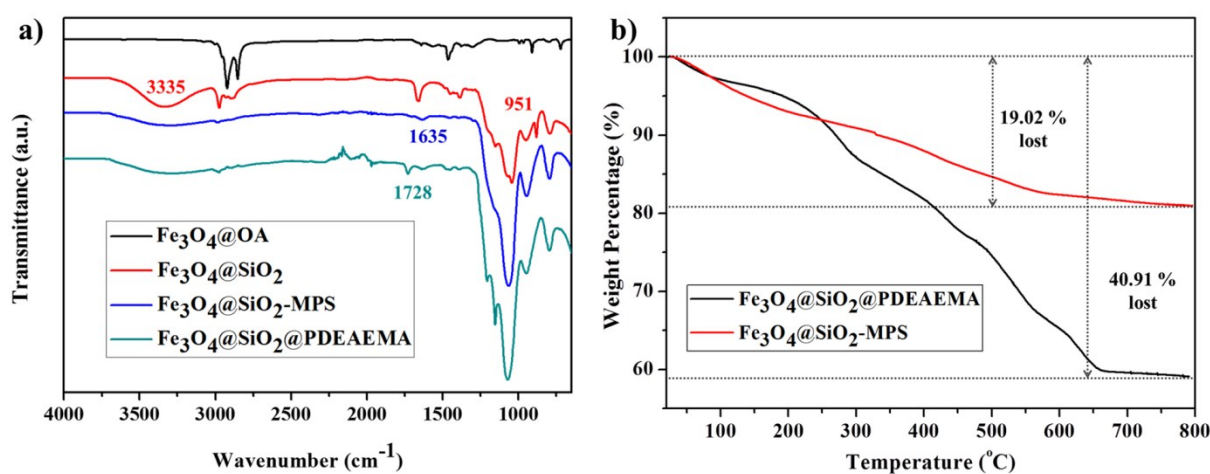 a)
3335
951
1635
1728
Fe₃O₄@OA
Fe₃O₄@SiO₂
Fe₃O₄@SiO₂-MPS
Fe₃O₄@SiO₂@PDEAEMA
Transmittance (a.u.)
4000 3500 3000 2500 2000 1500 1000
Wavenumber (cm⁻¹)
b)
100
90
80
70
60
19.02 %
lost
40.91 %
lost
Fe₃O₄@SiO₂@PDEAEMA
Fe₃O₄@SiO₂-MPS
Weight Percentage (%)
100 200 300 400 500 600 700 800
Temperature (°C)